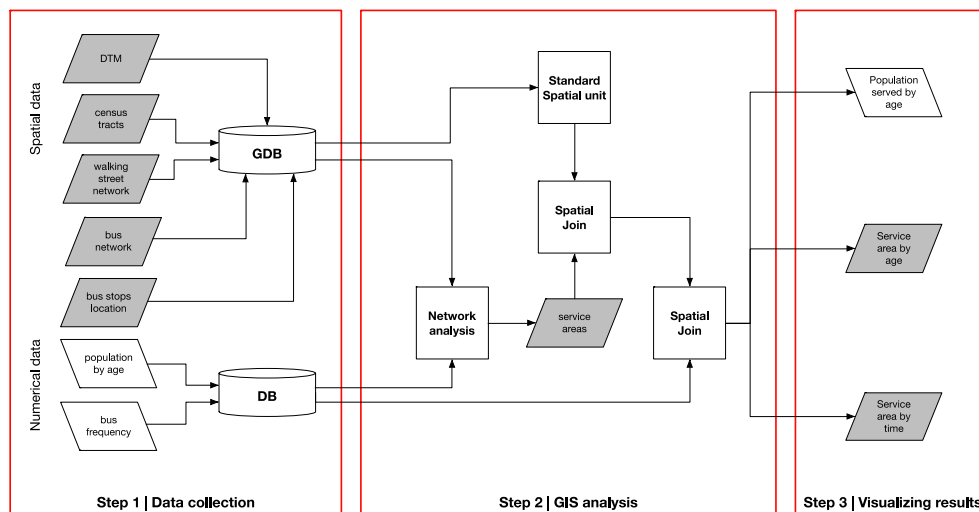 Spatial data
DTM
census
tracts
walking
street
network
bus
network
bus stops
location
Numerical data
population
by age
bus
frequency
GDB
DB
Step 1 | Data collection
Standard
Spatial unit
Spatial
Join
Network
analysis
service
areas
Spatial
Join
Step 2 | GIS analysis
Population
served by
age
Service
area by
age
Service
area by
time
Step 3 | Visualizing results